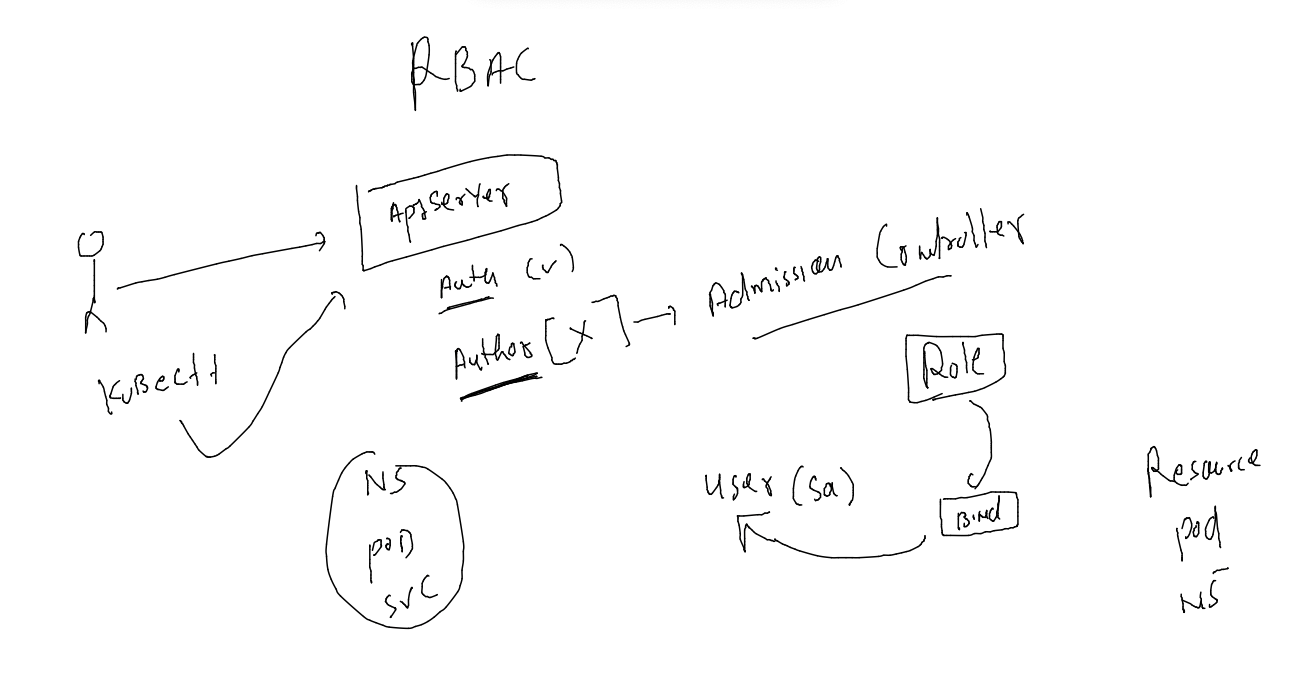 RBAC
ApiServer
Auth (v)
Author [X]
Admission Controller
KuBectl
Role
NS
poD
svc
user (sa)
Bind
Resource
pod
NS